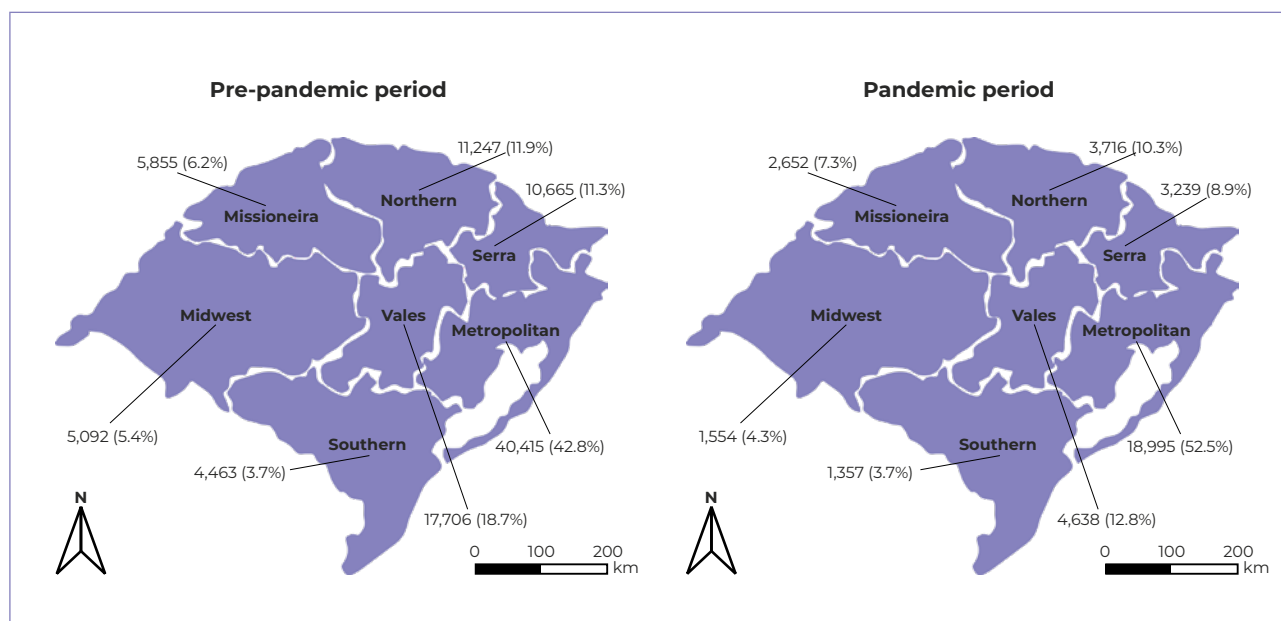 Pre-pandemic period
11,247 (11.9%)
5,855 (6.2%)
10,665 (11.3%)
Northern
Missioneira
Serra
Midwest
Vales
Metropolitan
5,092 (5.4%)
Southern
40,415 (42.8%)
4,463 (3.7%)
N
17,706 (18.7%)
0 100 200
km
Pandemic period
3,716 (10.3%)
2,652 (7.3%)
3,239 (8.9%)
Northern
Missioneira
Serra
Midwest
Vales
Metropolitan
1,554 (4.3%)
Southern
18,995 (52.5%)
1,357 (3.7%)
N
4,638 (12.8%)
0 100 200
km